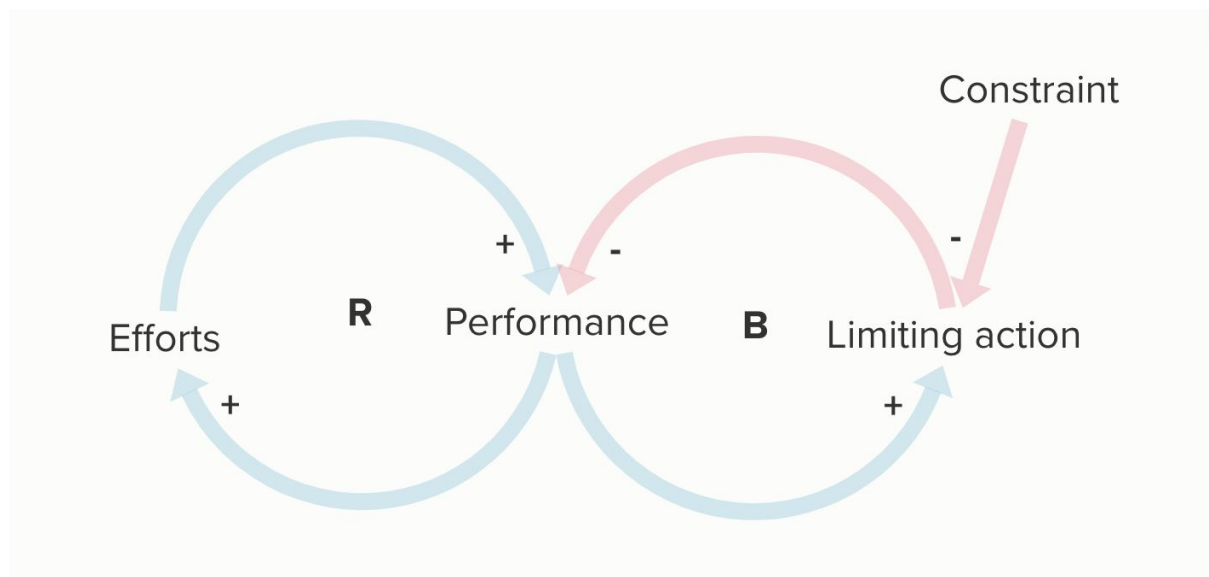 Constraint
+
-
-
R
Performance
B
Efforts
Limiting action
+
+